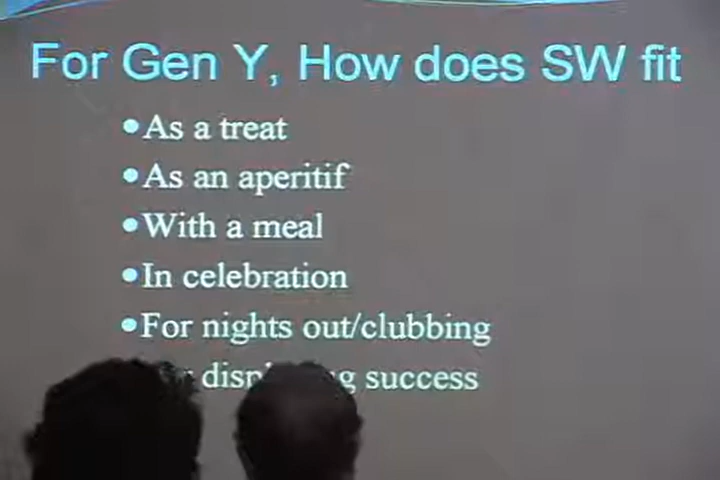 For Gen Y, How does SW fit
•As a treat
•As an aperitif
•With a meal
•In celebration
•For nights out/clubbing
success